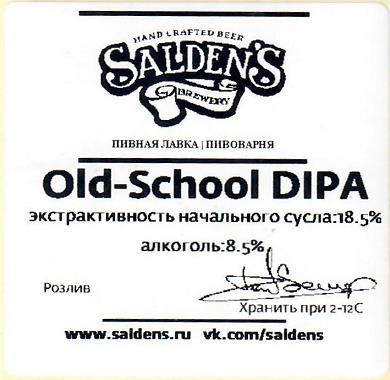 HAND CRAFTED BEER
SALDEN'S
BREWERY
ПИВНАЯ ЛАВКА | ПИВОВАРНЯ
Old-School DIPA
экстрактивность начального сусла:18.5%
алкоголь:8.5%
Розлив
Хранить при 2-12С
www.saldens.ru vk.com/saldens